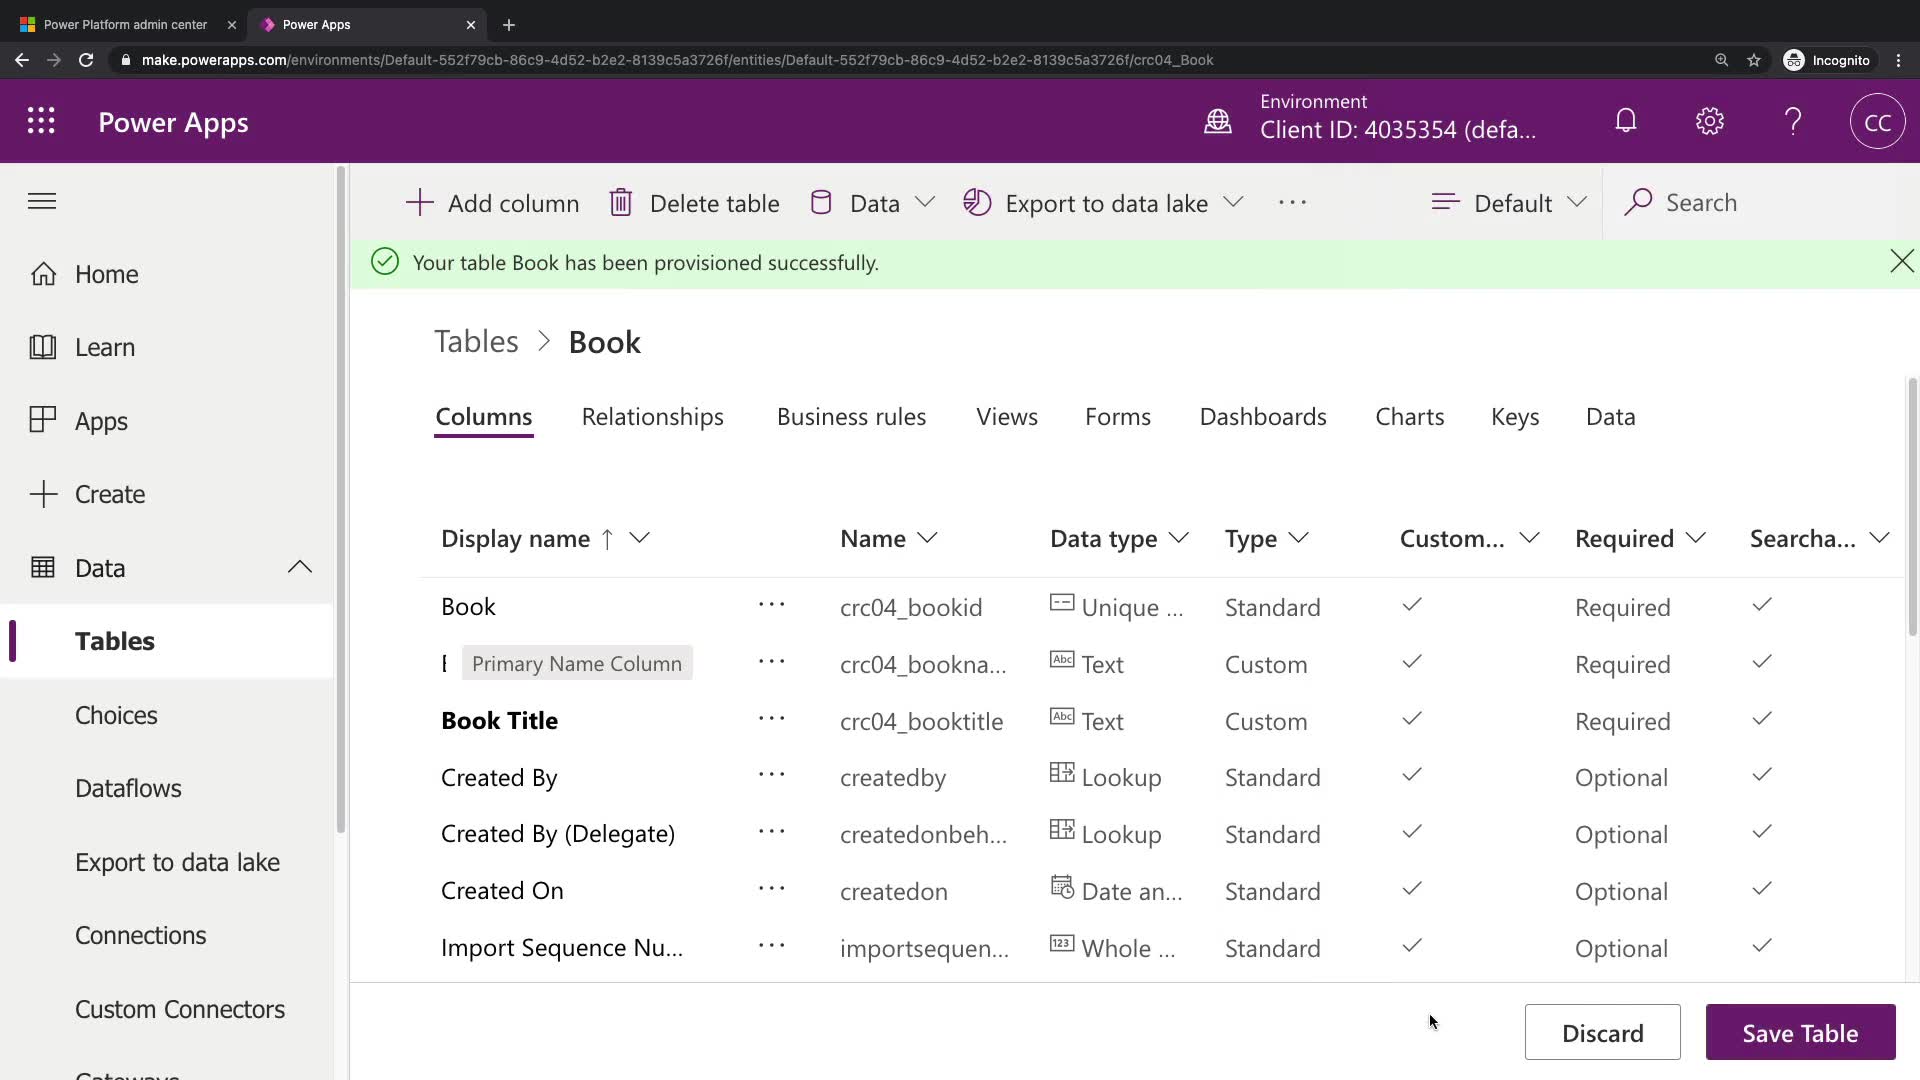 Power Platform admin center
Power Apps
make.powerapps.com/environments/Default-552f79cb-86c9-4d52-b2e2-8139c5a3726f/entities/Default-552f79cb-86c9-4d52-b2e2-8139c5a3726f/crc04_Book
Incognito
Power Apps
Environment
Client ID: 4035354 (defa...
CC
Add column
Delete table
Data
Export to data lake
Default
Search
Your table Book has been provisioned successfully.
Home
Learn
Apps
Create
Data
Tables
Choices
Dataflows
Export to data lake
Connections
Custom Connectors
Tables > Book
Columns Relationships Business rules Views Forms Dashboards Charts Keys Data
Display name ↑ Name Data type Type Custom... Required Searcha...
Book ... crc04_bookid Unique ... Standard Required
Primary Name Column ... crc04_bookna... Abc Text Custom Required
Book Title ... crc04_booktitle Abc Text Custom Required
Created By ... createdby Lookup Standard Optional
Created By (Delegate) ... createdonbeh... Lookup Standard Optional
Created On ... createdon Date an... Standard Optional
Import Sequence Nu... ... importsequen... 123 Whole ... Standard Optional
Discard
Save Table